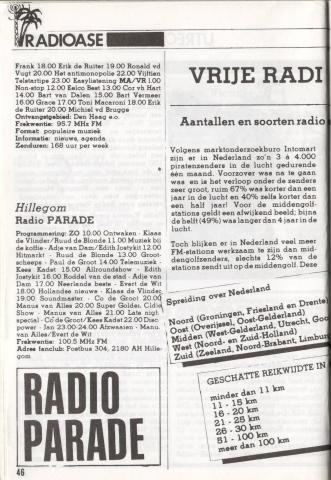 RADIOASE
Frank 18.00 Erik de Ruiter 19.00 Ronald vd
Vugt 20.00 Het antimonopolie 22.00 Vijftien
Telstartipe 23.00 Easylistening MA/VR 1.00
Non-stop 12.00 Eelco Best 13.00 Cor vh Hart
14.00 Bart van Dalen 15.00 Bart Vermeer
16.00 Grace 17.00 Toni Macaroni 18.00 Erik
de Ruiter 20.00 Michiel vd Brugge
Ontvangstgebied: Den Haag e.o.
Frekwentie: 95.7 MHz FM
Format: populaire muziek
Informatie: nieuws, agenda
Zenduren: 168 uur per week
Hillegom
Radio PARADE
Programmering: ZO 10.00 Ontwaken - Klaas
de Vlinder/Ruud de Blonde 11.00 Muziek bij
de koffie - Adje van Dam/Edith Jostykit 12.00
Hitmarkt - Ruud de Blonde 13.00 Groot-
scheeps - Paul de Groot 14.00 Telemuziek -
Kees Kadet 15.00 Allroundshow - Edith
Jostykit 16.00 Roddel van de stad - Adje van
Dam 17.00 Neerlands beste - Evert de Wit
18.00 Hollandse nieuwe - Klaas de Vlinder,
19.00 Soundmaster - Co de Groot 20.00
Manus van Alles 20.00 Super Goldies, Cidi
Show - Manus van Alles 21.00 Late nigh
special - Co de Groot/Kees Kadet 22.00 Disc
power - Jan 23.00-24.00 Afzwaaien - Manu
van Alles/Evert de Wit
Frekwentie: 100.5 MHz FM
Adres fanclub: Postbus 304, 2180 AH Hille-
gom
RADIO
PARADE
46
VRIJE RADI
Aantallen en soorten radio
Volgens marktonderzoekburo Intomart
zijn er in Nederland zo'n 3 á 4.000
piratenzenders in de lucht gedurende
één maand. Voorzover was na te gaan
was en is het verloop onder de zenders
zeer groot, ruim 67% was korter dan een
jaar in de lucht en 40% zelfs korter dan
een half jaar! Voor de middengolf-
stations geldt een afwijkend beeld; bijna
de helft (49%) was langer dan 4 jaar in de
lucht.
Toch blijken er in Nederland veel meer
FM-stations werkzaam te zijn dan mid-
dengolfzenders, slechts 12% van de
stations zendt uit op de middengolf. Deze
Spreiding over Nederland
Noord (Groningen, Friesland en Drente)
Oost (Overijssel, Oost-Gelderland)
Midden (West-Gelderland, Utrecht, Goo
West (Noord- en Zuid-Holland)
Zuid (Zeeland, Noord-Brabant, Limbur
GESCHATTE REIKWIJDTE IN
minder dan 11 km
11 - 15 km
16 - 20 km
21 - 25 km
26 - 30 km
51 - 100 km
meer dan 100 km